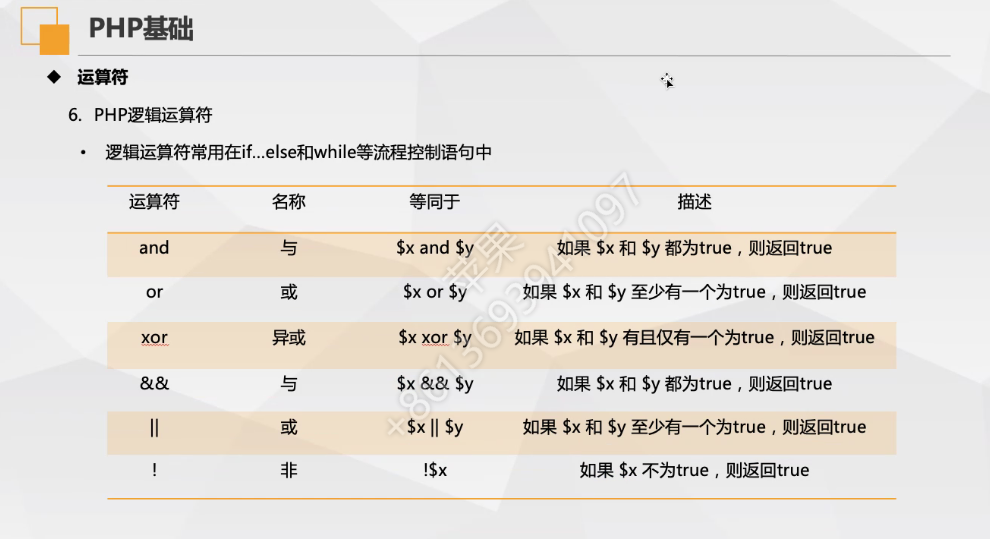 PHP基础
◆ 运算符
6. PHP逻辑运算符
• 逻辑运算符常用在if...else和while等流程控制语句中
运算符 名称 等同于 描述
and 与 $x and $y 如果 $x 和 $y 都为true，则返回true
or 或 $x or $y 如果 $x 和 $y 至少有一个为true，则返回true
xor 异或 $x xor $y 如果 $x 和 $y 有且仅有一个为true，则返回true
&& 与 $x && $y 如果 $x 和 $y 都为true，则返回true
|| 或 $x || $y 如果 $x 和 $y 至少有一个为true，则返回true
! 非 !$x 如果 $x 不为true，则返回true
苹果
+8613693941097